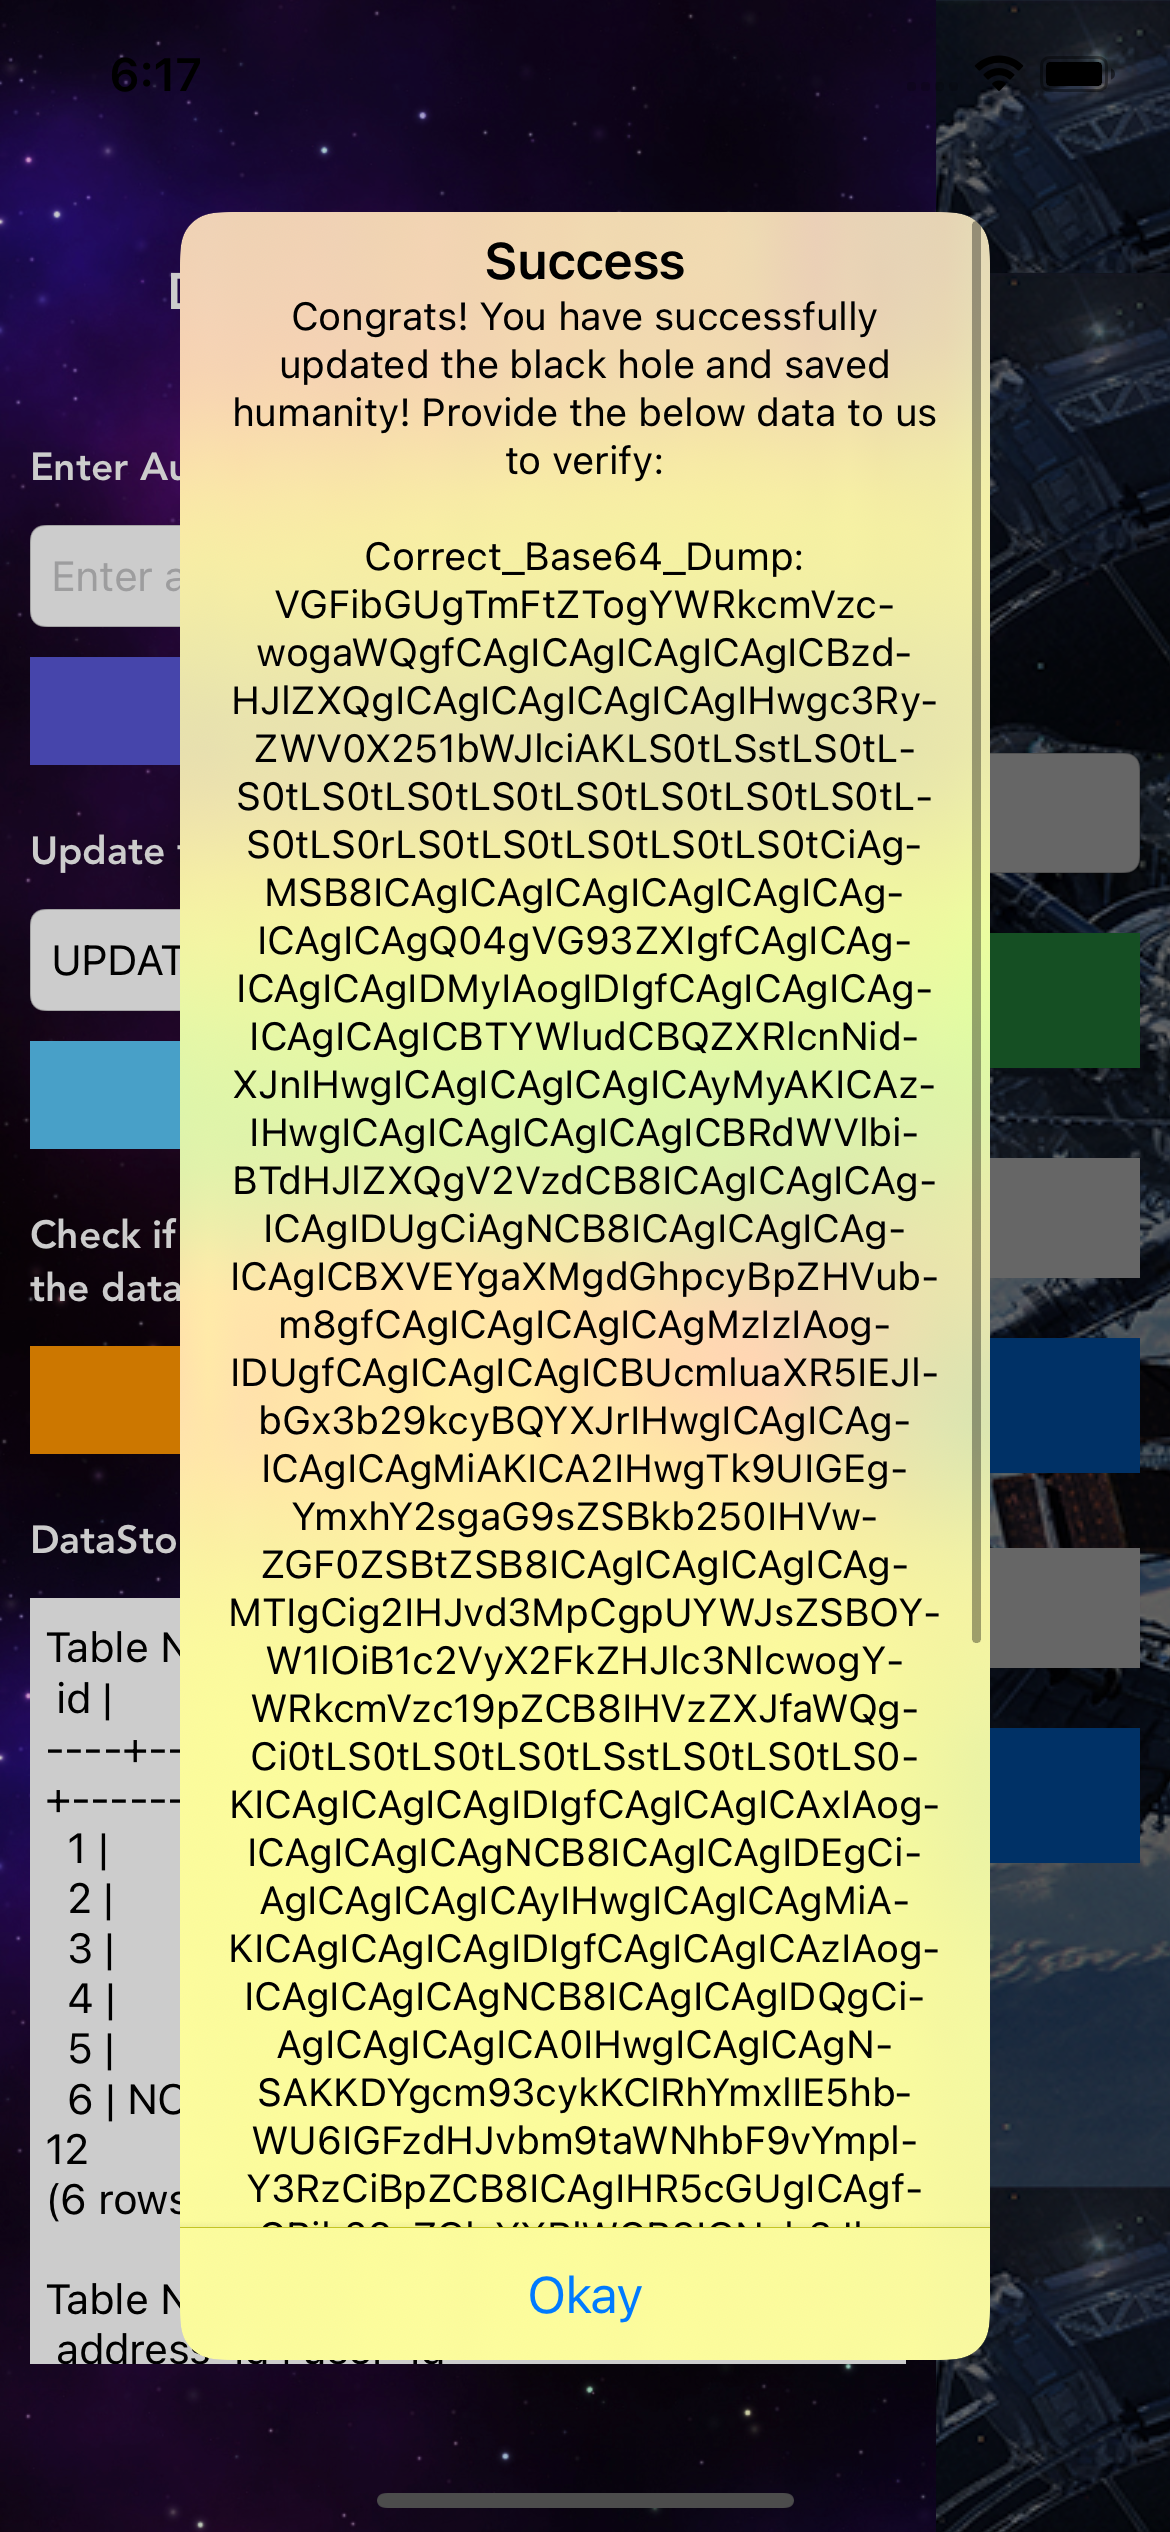 6:17
Success
Congrats! You have successfully
updated the black hole and saved
humanity! Provide the below data to us
to verify:
Correct_Base64_Dump:
VGFibGUgTmFtZTogYWRkcmVzc-
wogaWQgfCAgICAgICAgICAgICBzd-
HJlZXQgICAgICAgICAgICAgIHwgc3Ry-
ZWV0X251bWJlciAKLS0tLSstLS0tL-
S0tLS0tLS0tLS0tLS0tLS0tLS0tLS0tL-
S0tLS0rLS0tLS0tLS0tLS0tLS0tCiAg-
MSB8ICAgICAgICAgICAgICAgICAg-
ICAgICAgQ04gVG93ZXIgfCAgICAg-
ICAgICAgIDMyIAogIDIgfCAgICAgICAg-
ICAgICAgICBTYWludCBQZXRlcnNid-
XJnIHwgICAgICAgICAgICAyMyAKICAz-
IHwgICAgICAgICAgICAgICBRdWVlbi-
BTdHJlZXQgV2VzdCB8ICAgICAgICAg-
ICAgIDUgCiAgNCB8ICAgICAgICAg-
ICAgICBXVEYgaXMgdGhpcyBpZHVub-
m8gfCAgICAgICAgICAgMzIzIAog-
IDUgfCAgICAgICAgICBUcmluaXR5IEJl-
bGx3b29kcyBQYXJrIHwgICAgICAg-
ICAgICAgMiAKICA2IHwgTk9UIGEg-
YmxhY2sgaG9sZSBkb250IHVw-
ZGF0ZSBtZSB8ICAgICAgICAgICAg-
MTIgCig2IHJvd3MpCgpUYWJsZSBOY-
W1lOiB1c2VyX2FkZHJlc3NlcwogY-
WRkcmVzc19pZCB8IHVzZXJfaWQg-
Ci0tLS0tLS0tLS0tLSstLS0tLS0tLS0-
KICAgICAgICAgIDIgfCAgICAgICAxIAog-
ICAgICAgICAgNCB8ICAgICAgIDEgCi-
AgICAgICAgICAyIHwgICAgICAgMiA-
KICAgICAgICAgIDIgfCAgICAgICAzIAog-
ICAgICAgICAgNCB8ICAgICAgIDQgCi-
AgICAgICAgICA0IHwgICAgICAgN-
SAKKDYgcm93cykKClRhYmxlIE5hb-
WU6IGFzdHJvbm9taWNhbF9vYmpl-
Y3RzCiBpZCB8ICAgIHR5cGUgICAgf-
Okay
Enter
Enter
Update
UPDAT
Check if
the data
DataSto
Table N
id |
----+--
+------
1 |
2 |
3 |
4 |
5 |
6 | NO
12
(6 rows
Table N
address